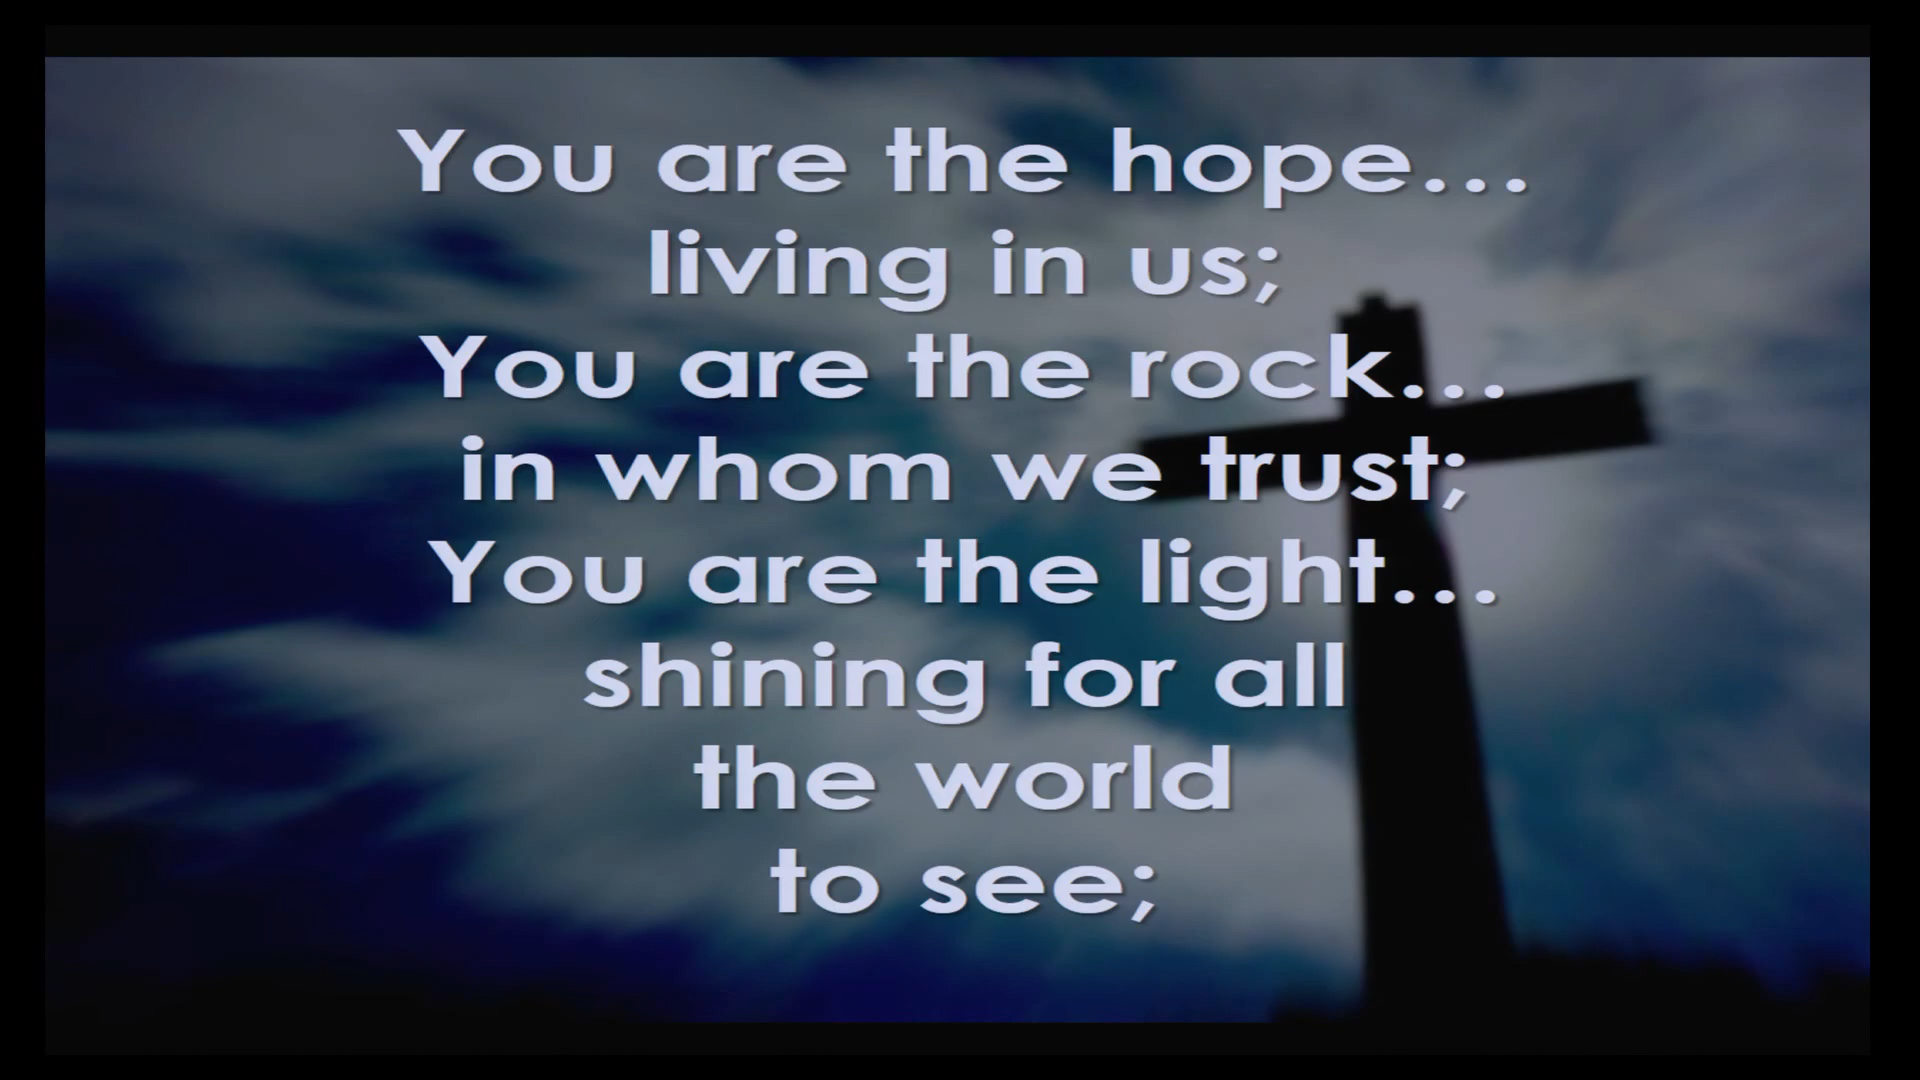 You are the hope...
living in us;
You are the rock...
in whom we trust;
You are the light...
shining for all
the world
to see;